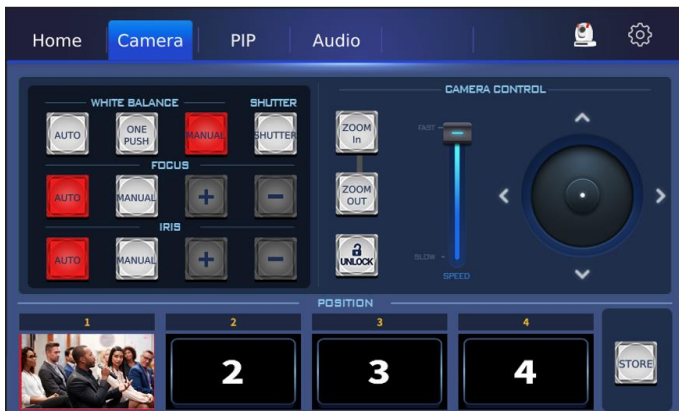 Home Camera PIP Audio
WHITE BALANCE SHUTTER
AUTO ONE PUSH MANUAL SHUTTER
FOCUS
AUTO MANUAL + -
IRIS
AUTO MANUAL + -
CAMERA CONTROL
ZOOM In
FAST
ZOOM OUT
UNLOCK
SLOW
SPEED
POSITION
1 2 3 4
2 3 4
STORE